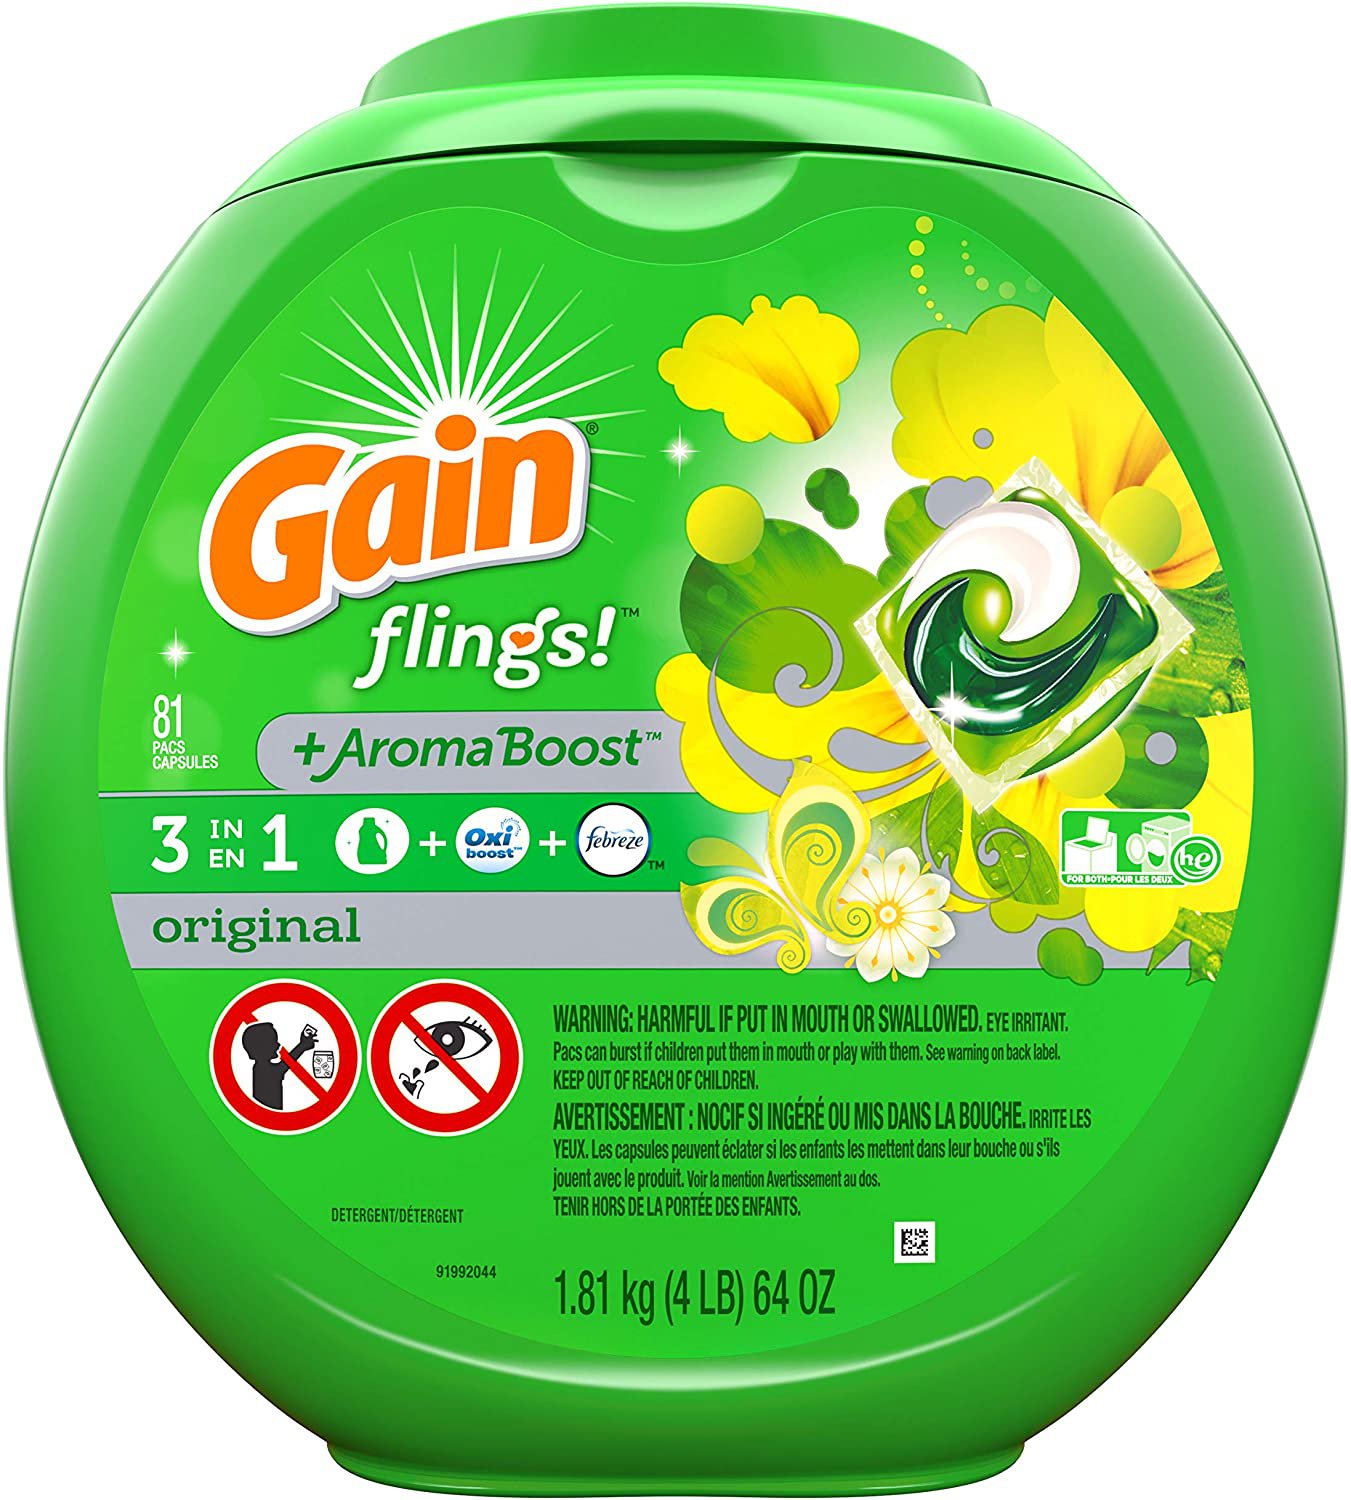 Gain®
flings!™
81
PACS
CAPSULES
+AromaBoost™
3 IN 1
EN
Oxi
boost™
febreze™
he
FOR BOTH•POUR LES DEUX
original
WARNING: HARMFUL IF PUT IN MOUTH OR SWALLOWED. EYE IRRITANT.
Pacs can burst if children put them in mouth or play with them. See warning on back label.
KEEP OUT OF REACH OF CHILDREN.
AVERTISSEMENT : NOCIF SI INGÉRÉ OU MIS DANS LA BOUCHE. IRRITE LES
YEUX. Les capsules peuvent éclater si les enfants les mettent dans leur bouche ou s'ils
jouent avec le produit. Voir la mention Avertissement au dos.
TENIR HORS DE LA PORTÉE DES ENFANTS.
DETERGENT/DÉTERGENT
91992044
1.81 kg (4 LB) 64 OZ